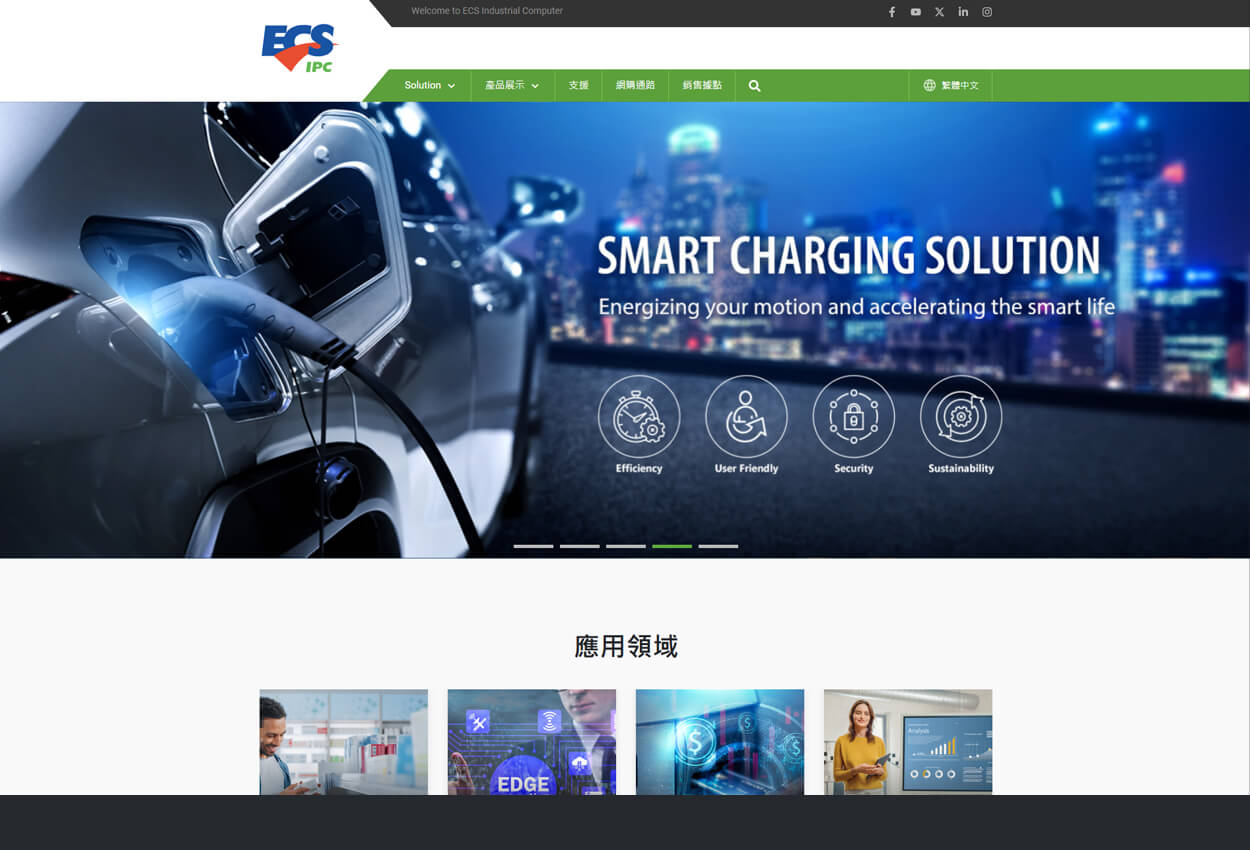 Welcome to ECS Industrial Computer
ECS
IPC
Solution
產品展示
支援
網購通路
銷售據點
繁體中文
SMART CHARGING SOLUTION
Energizing your motion and accelerating the smart life
Efficiency
User Friendly
Security
Sustainability
應用領域
EDGE
Analysis